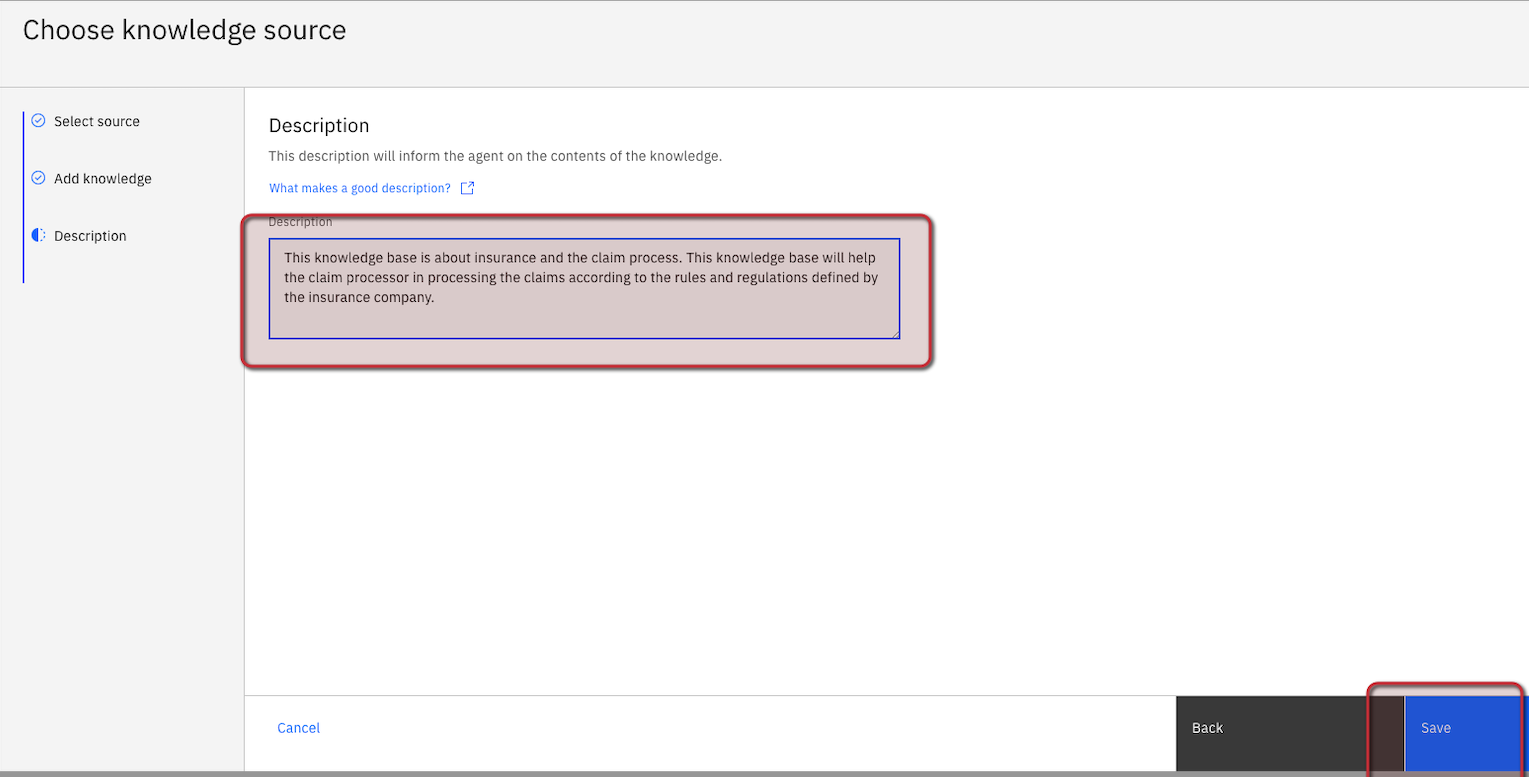 Choose knowledge source
Select source
Add knowledge
Description
Description
This description will inform the agent on the contents of the knowledge.
What makes a good description?
Description
This knowledge base is about insurance and the claim process. This knowledge base will help
the claim processor in processing the claims according to the rules and regulations defined by
the insurance company.
Cancel
Back
Save